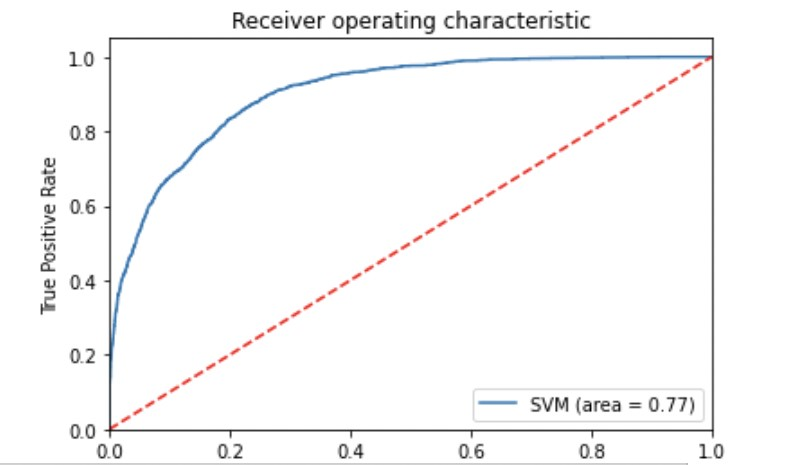 Receiver operating characteristic
1.0
0.8
0.6
0.4
0.2
0.0
True Positive Rate
SVM (area = 0.77)
0.0 0.2 0.4 0.6 0.8 1.0